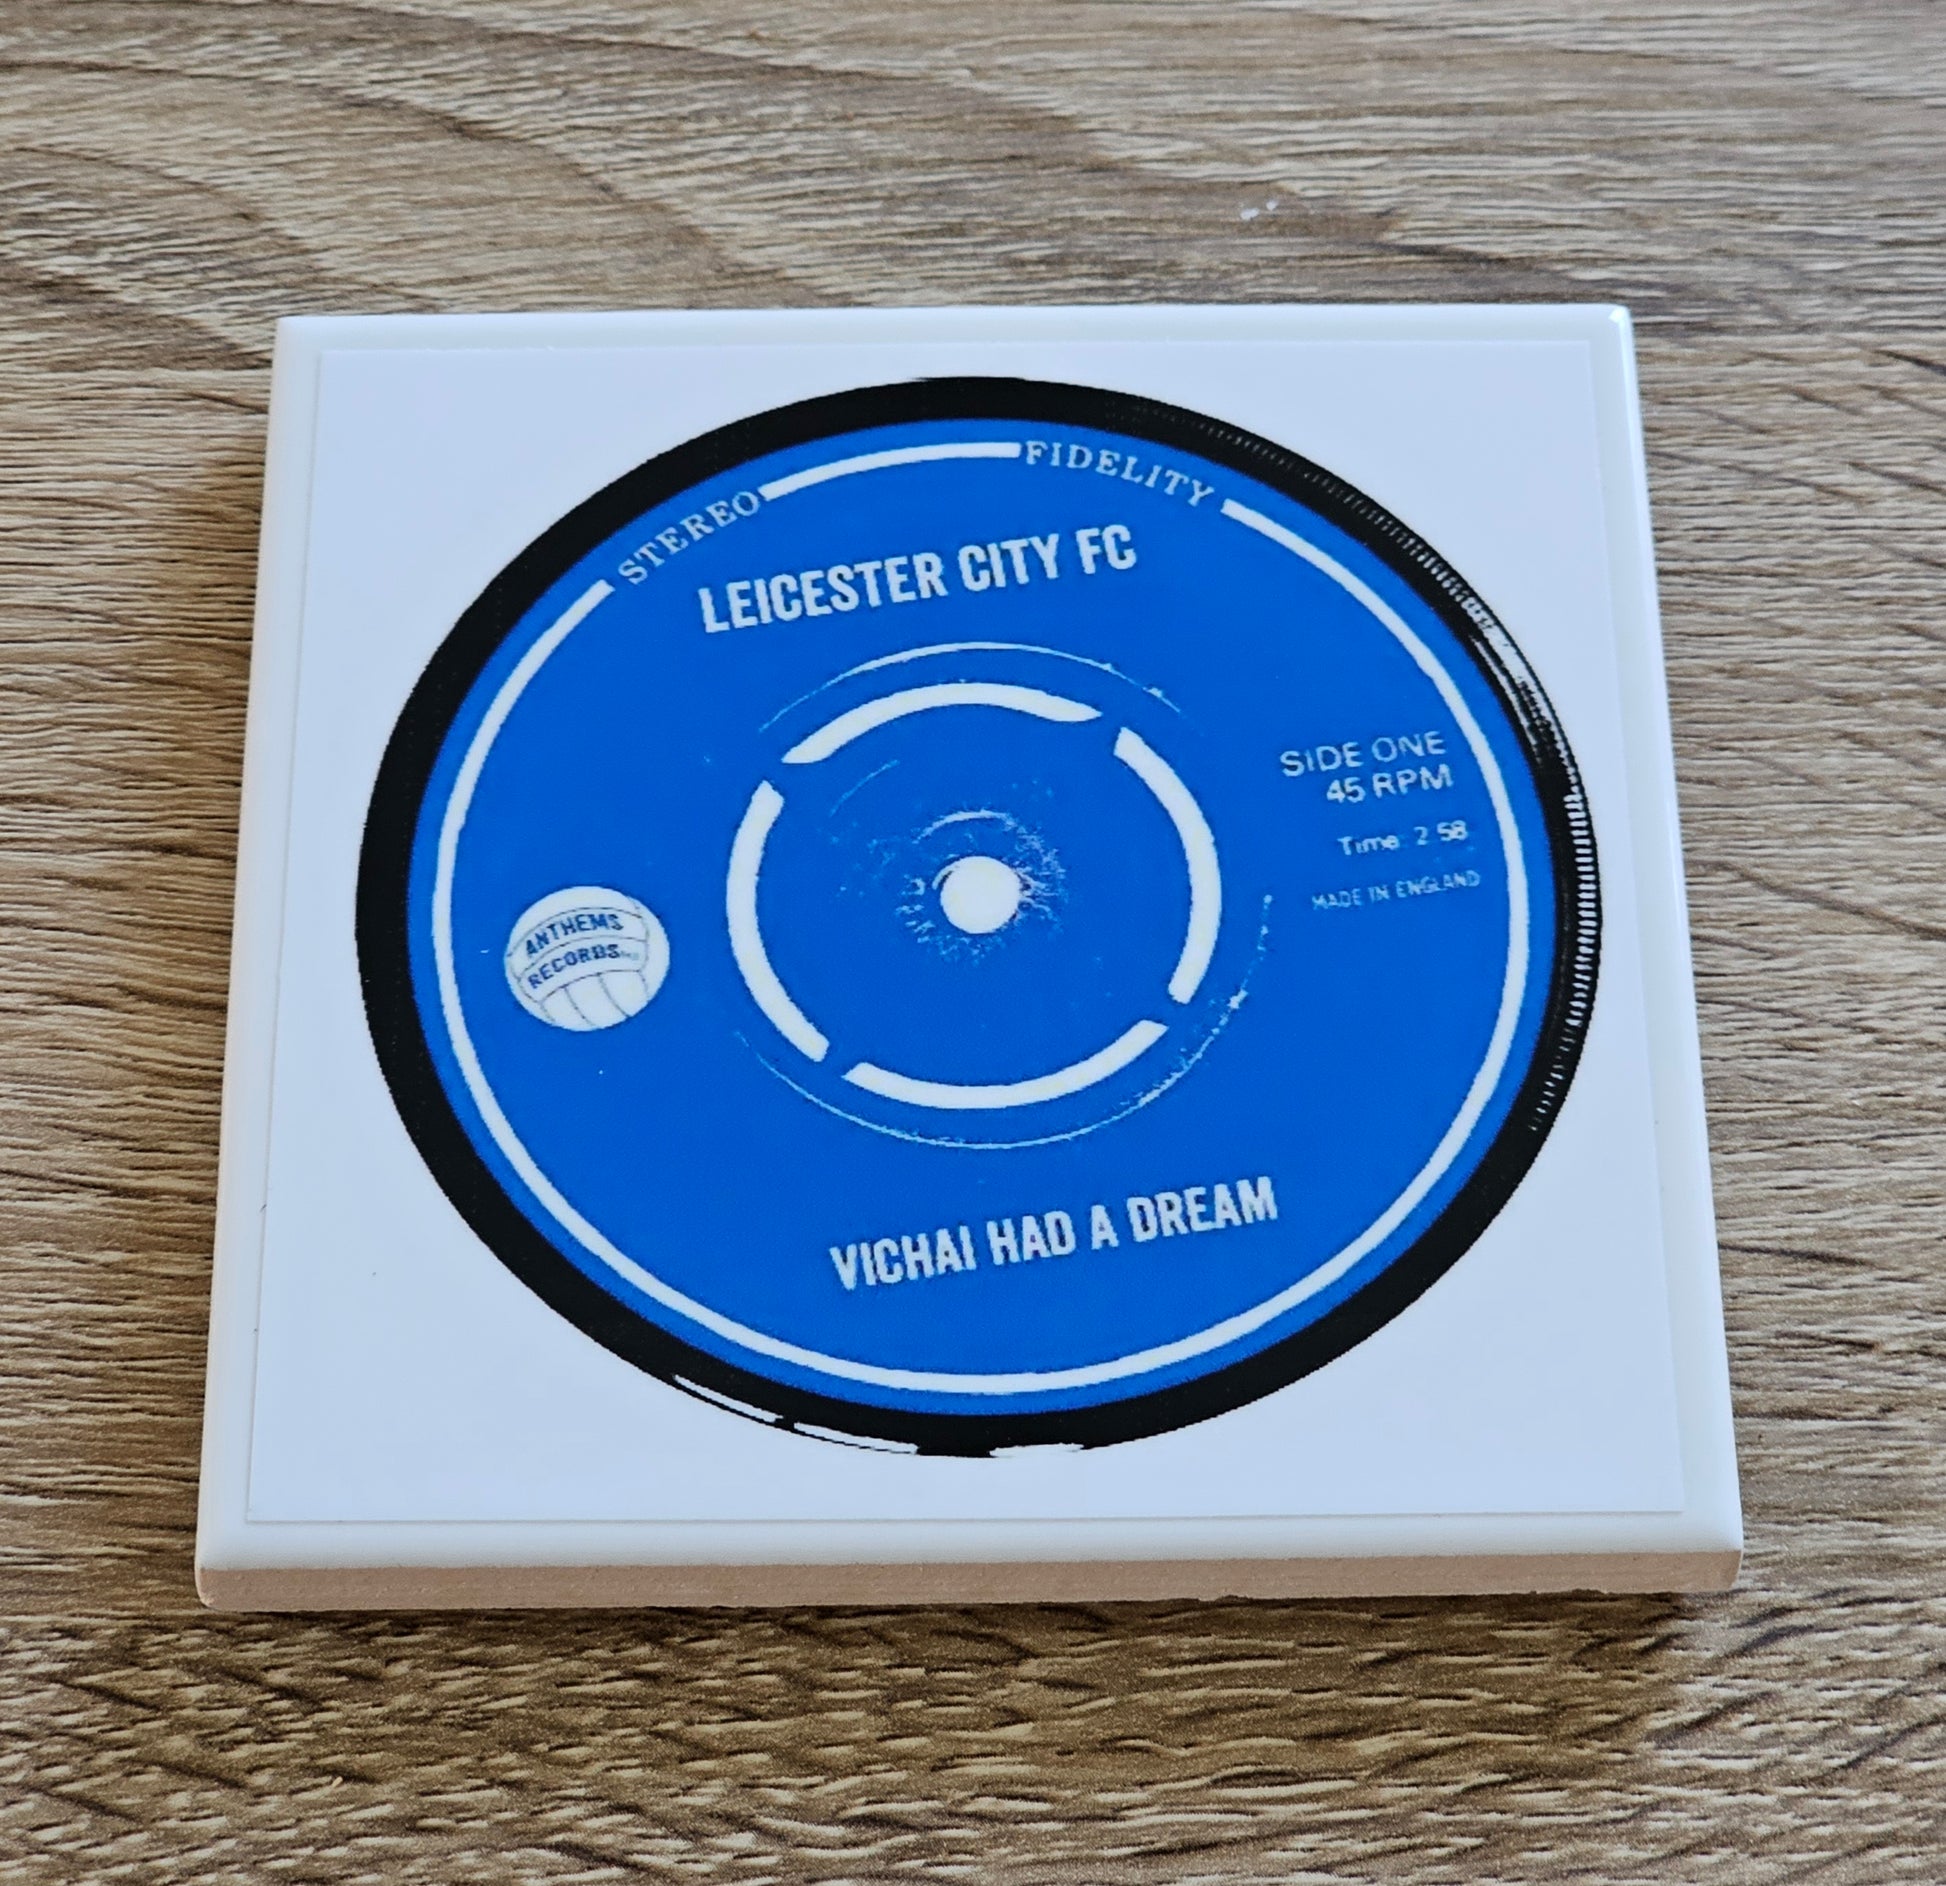 STEREO FIDELITY
LEICESTER CITY FC
SIDE ONE
45 RPM
Time: 2 58
MADE IN ENGLAND
ANTHEMS
RECORDS
VICHAI HAD A DREAM